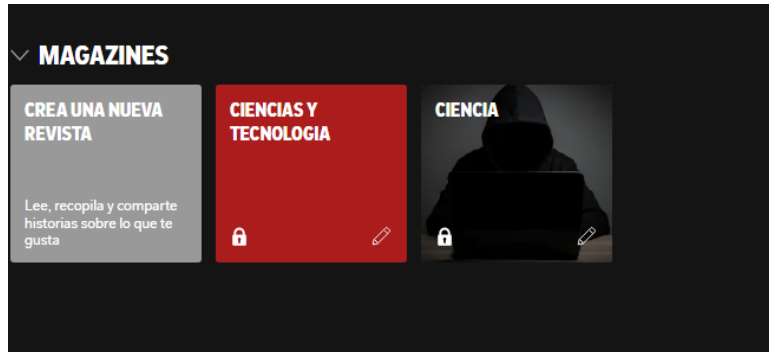 MAGAZINES
CREA UNA NUEVA
REVISTA
Lee, recopila y comparte
historias sobre lo que te
gusta
CIENCIAS Y
TECNOLOGIA
CIENCIA